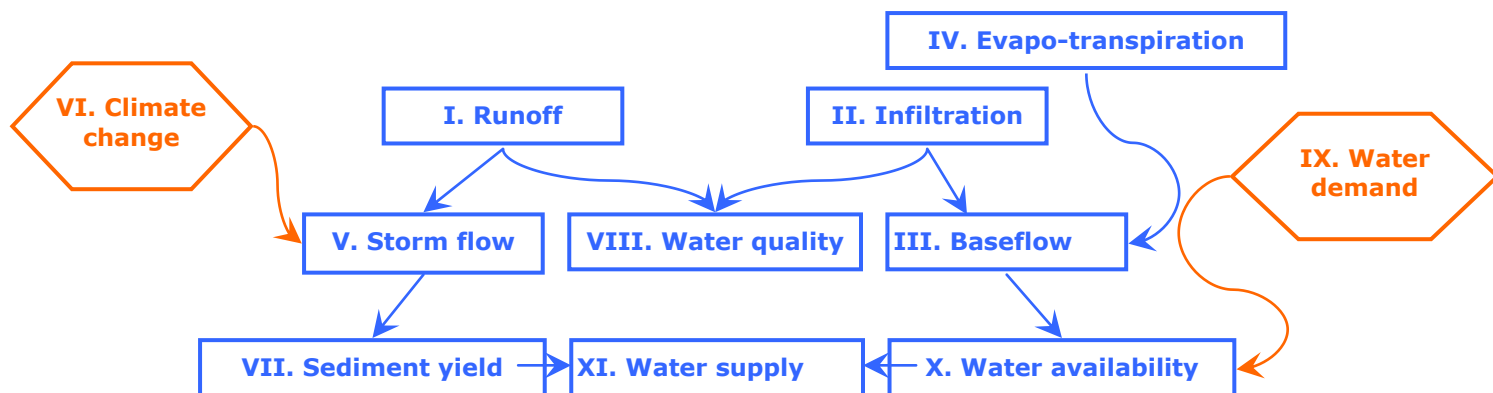 IV. Evapo-transpiration
VI. Climate
change
I. Runoff
II. Infiltration
IX. Water
demand
V. Storm flow
VIII. Water quality
III. Baseflow
VII. Sediment yield
XI. Water supply
X. Water availability